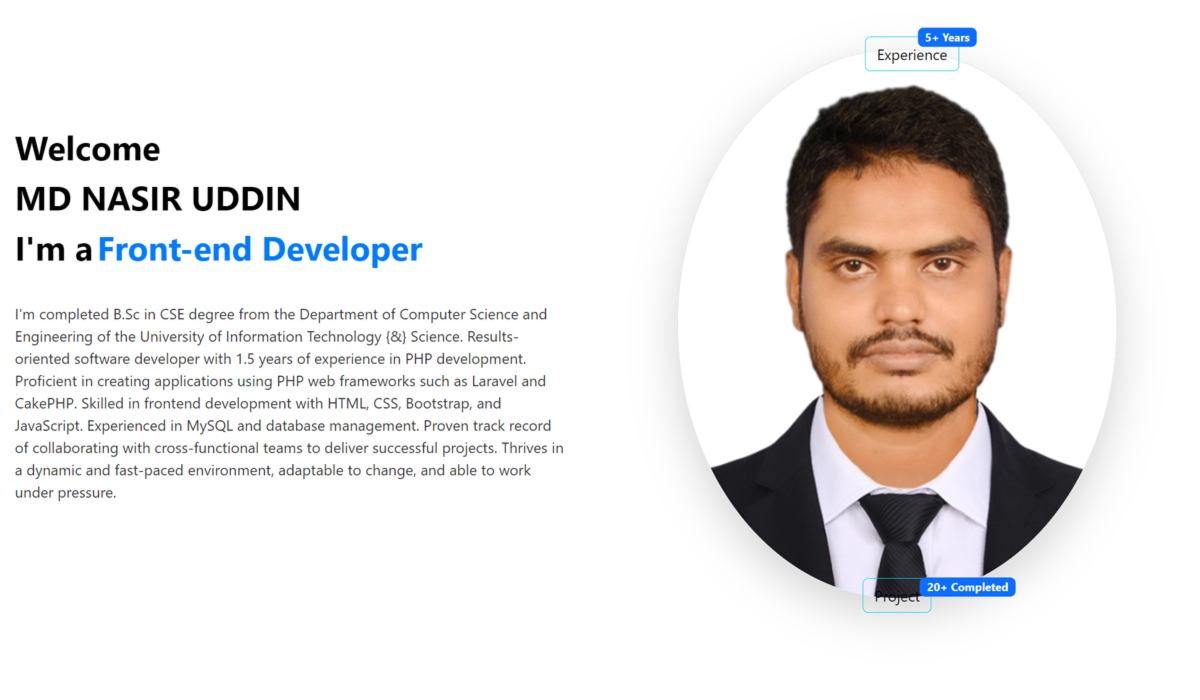 Welcome
MD NASIR UDDIN
I'm a Front-end Developer
I'm completed B.Sc in CSE degree from the Department of Computer Science and
Engineering of the University of Information Technology {&} Science. Results-
oriented software developer with 1.5 years of experience in PHP development.
Proficient in creating applications using PHP web frameworks such as Laravel and
CakePHP. Skilled in frontend development with HTML, CSS, Bootstrap, and
JavaScript. Experienced in MySQL and database management. Proven track record
of collaborating with cross-functional teams to deliver successful projects. Thrives in
a dynamic and fast-paced environment, adaptable to change, and able to work
under pressure.
5+ Years
Experience
20+ Completed
Project